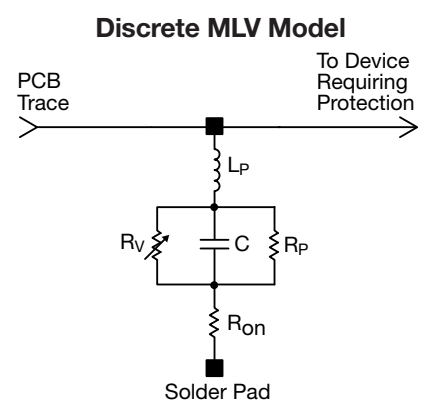 Discrete MLV Model
PCB
Trace
To Device
Requiring
Protection
LP
RV
C
RP
Ron
Solder Pad